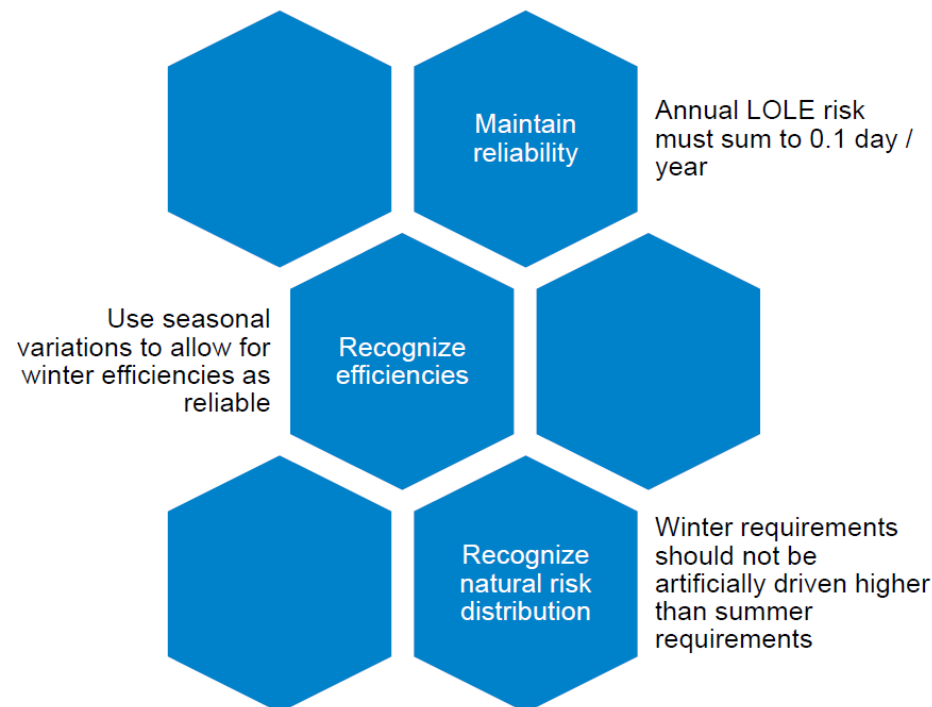 Maintain
reliability
Annual LOLE risk
must sum to 0.1 day /
year
Use seasonal
variations to allow for
winter efficiencies as
reliable
Recognize
efficiencies
Recognize
natural risk
distribution
Winter requirements
should not be
artificially driven higher
than summer
requirements